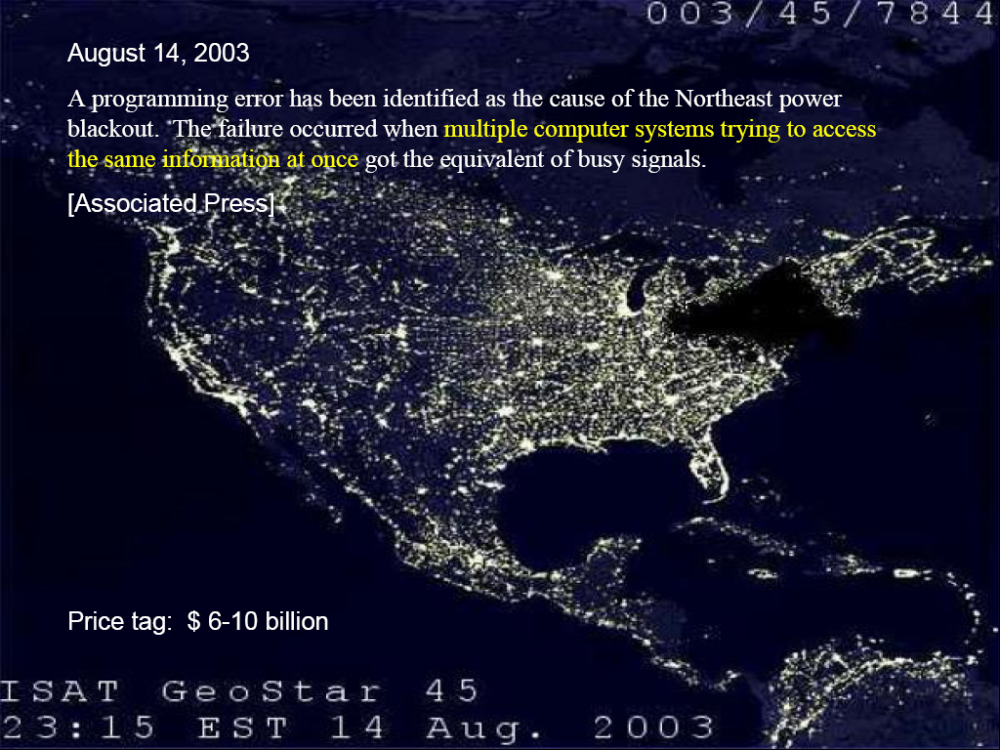 003/45/7844
August 14, 2003
A programming error has been identified as the cause of the Northeast power
blackout.  The failure occurred when multiple computer systems trying to access
the same information at once got the equivalent of busy signals.
[Associated Press]
Price tag:  $ 6-10 billion
ISAT GeoStar 45
23:15 EST 14 Aug. 2003